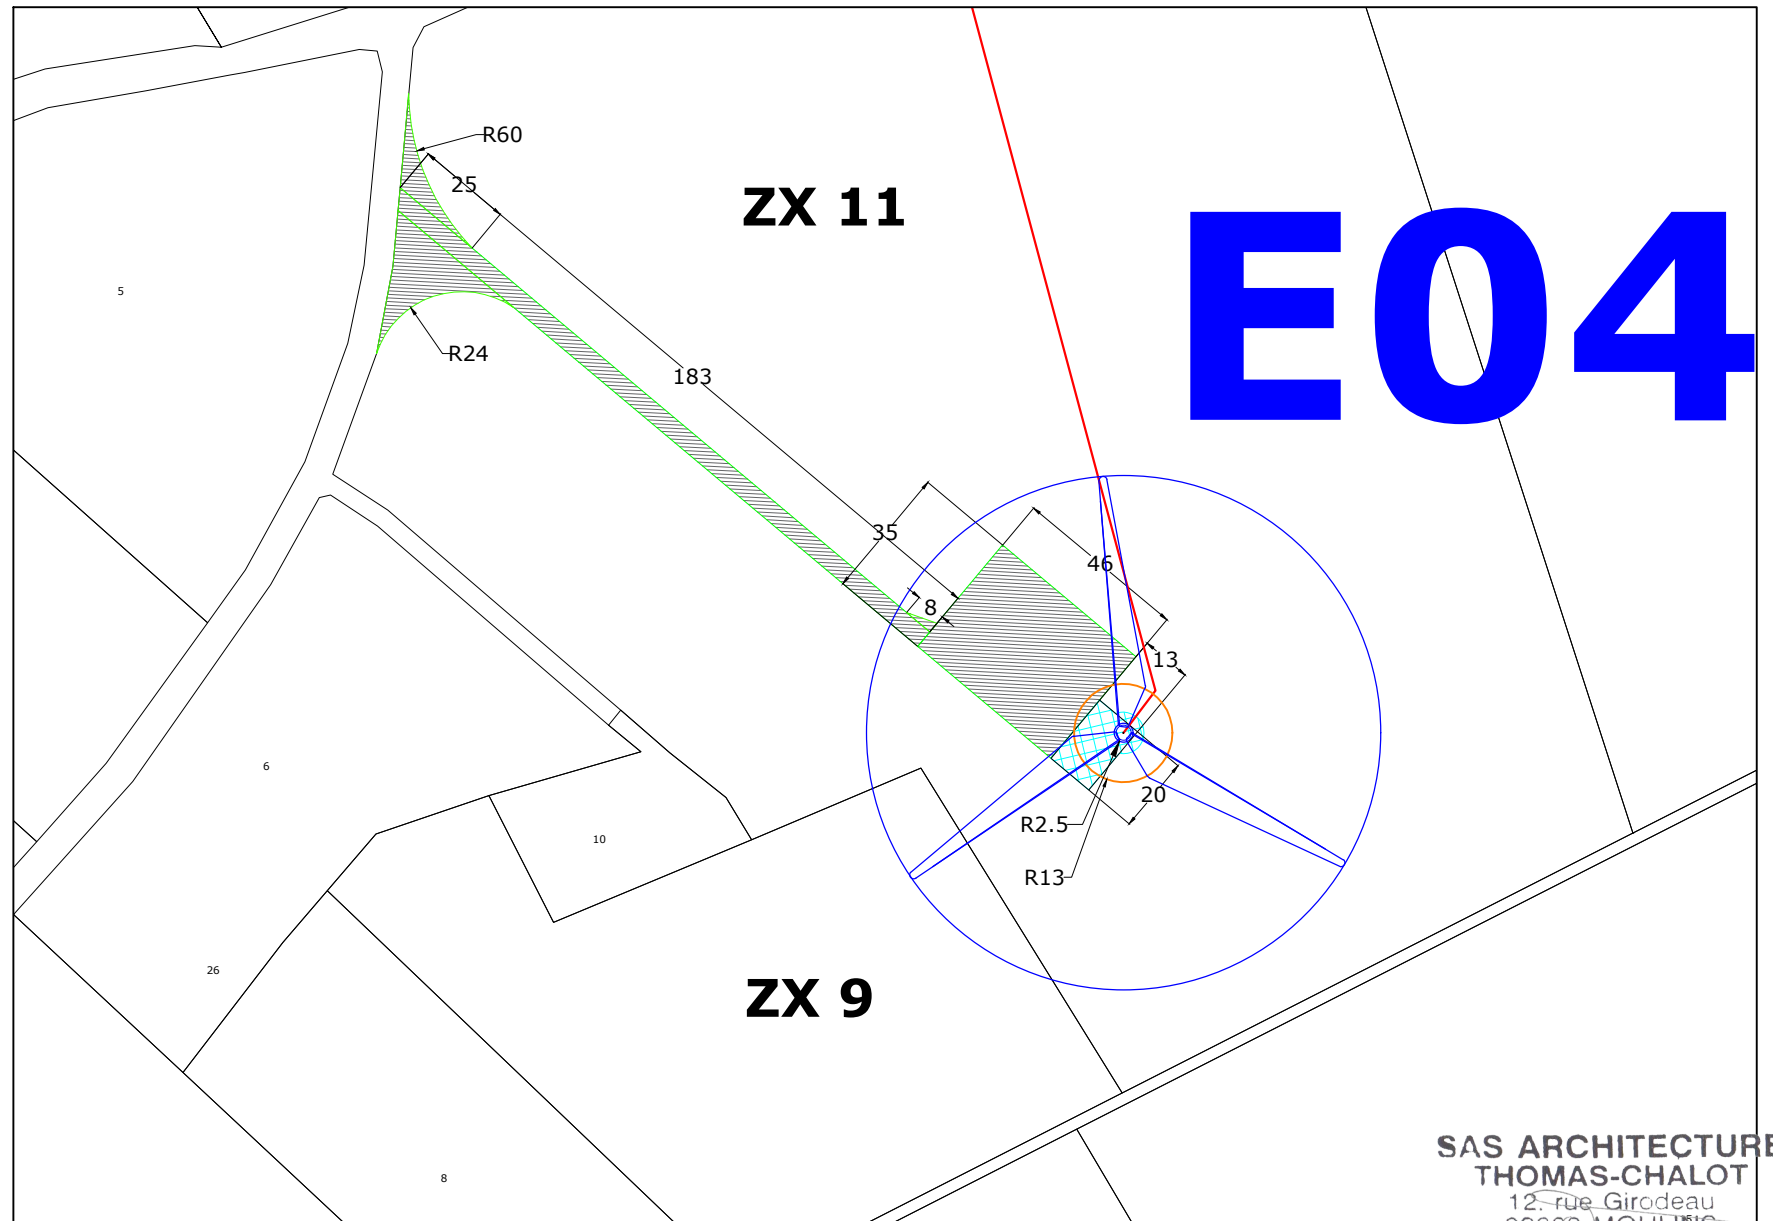 R60
25
ZX 11
E04
5
R24
183
35
46
8
13
20
R2.5
R13
6
10
ZX 9
26
8
SAS ARCHITECTURE
THOMAS-CHALOT
12. rue Girodeau
MOULINS